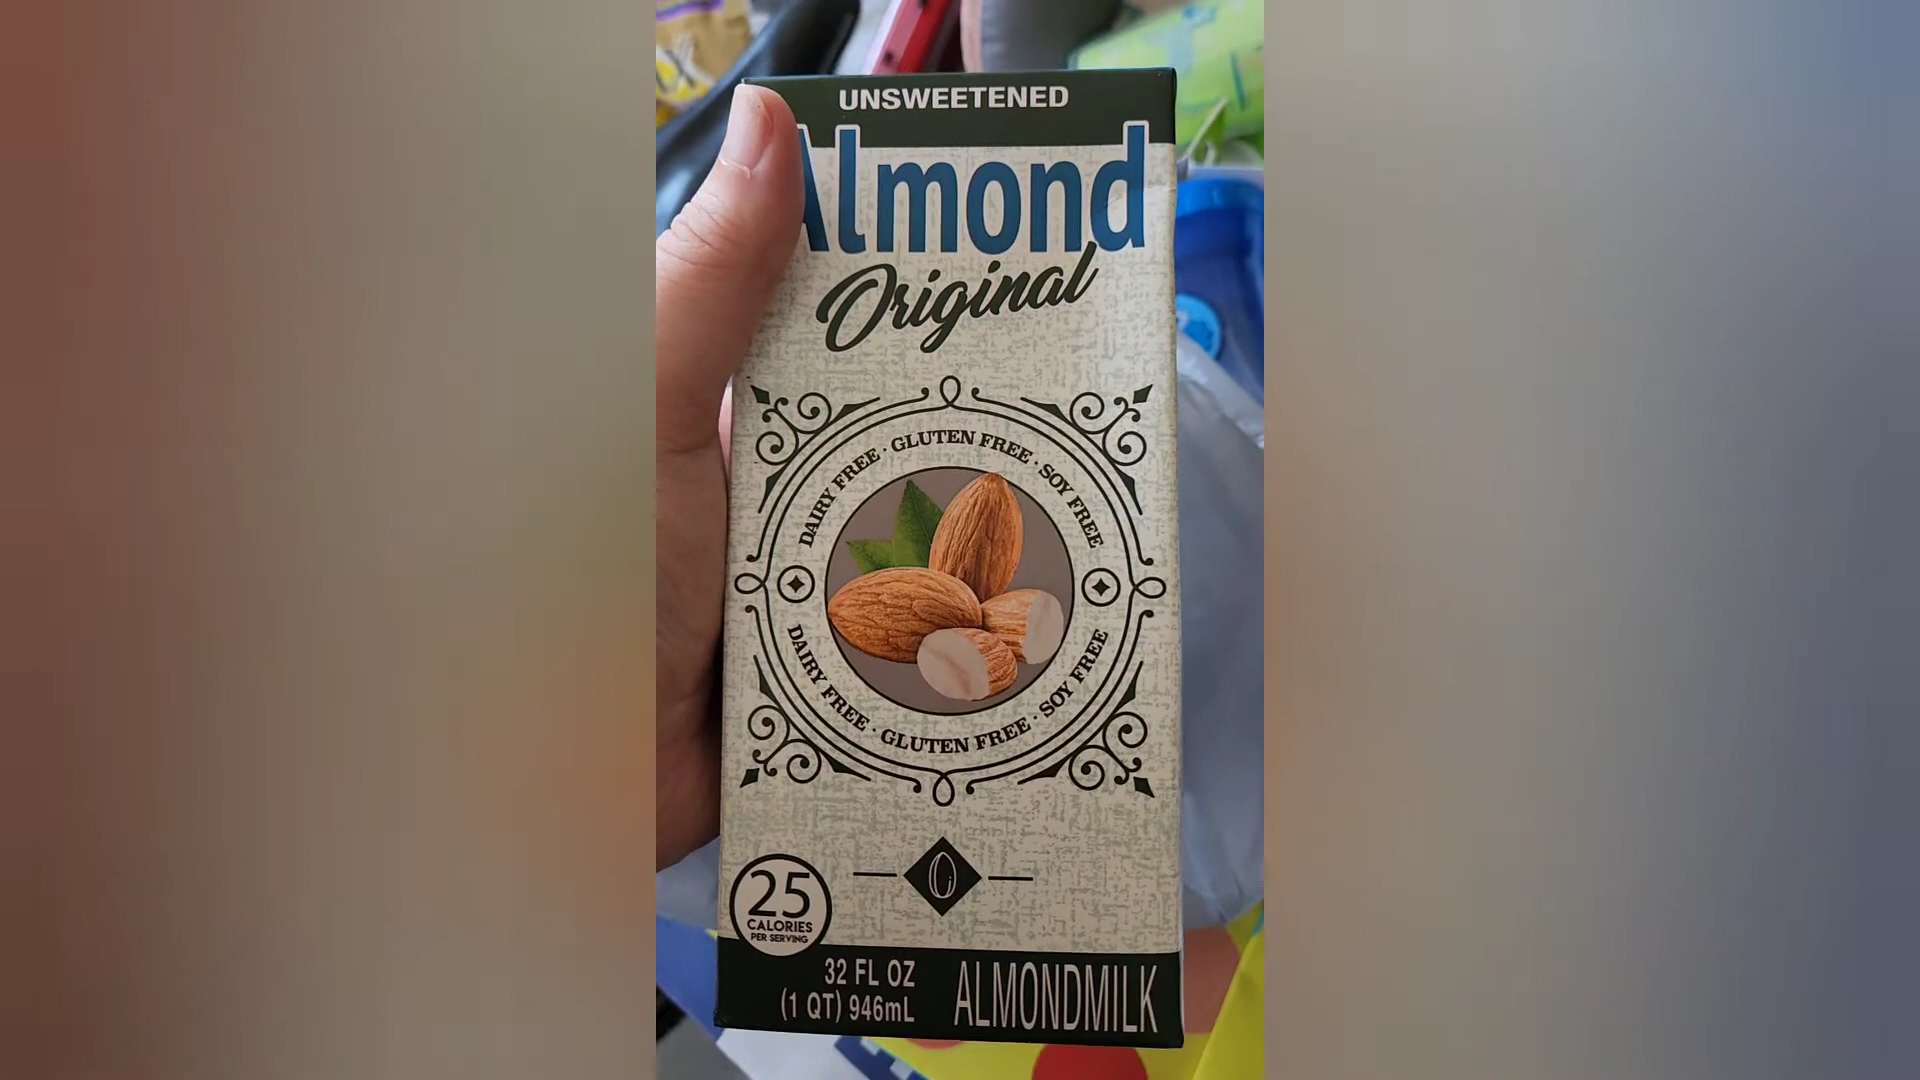 UNSWEETENED
Almond
Original
DAIRY FREE · GLUTEN FREE · SOY FREE
DAIRY FREE · GLUTEN FREE · SOY FREE
25
CALORIES
PER SERVING
32 FL OZ
(1 QT) 946mL
ALMONDMILK